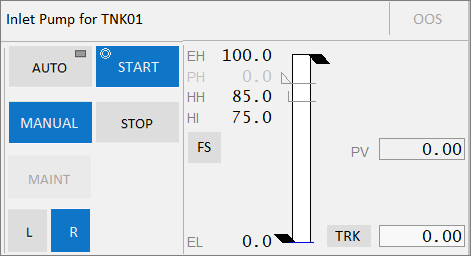 Inlet Pump for TNK01
OOS
AUTO
START
MANUAL
STOP
MAINT
L
R
EH 100.0
PH 0.0
HH 85.0
HI 75.0
FS
PV 0.00
EL 0.0
TRK 0.00